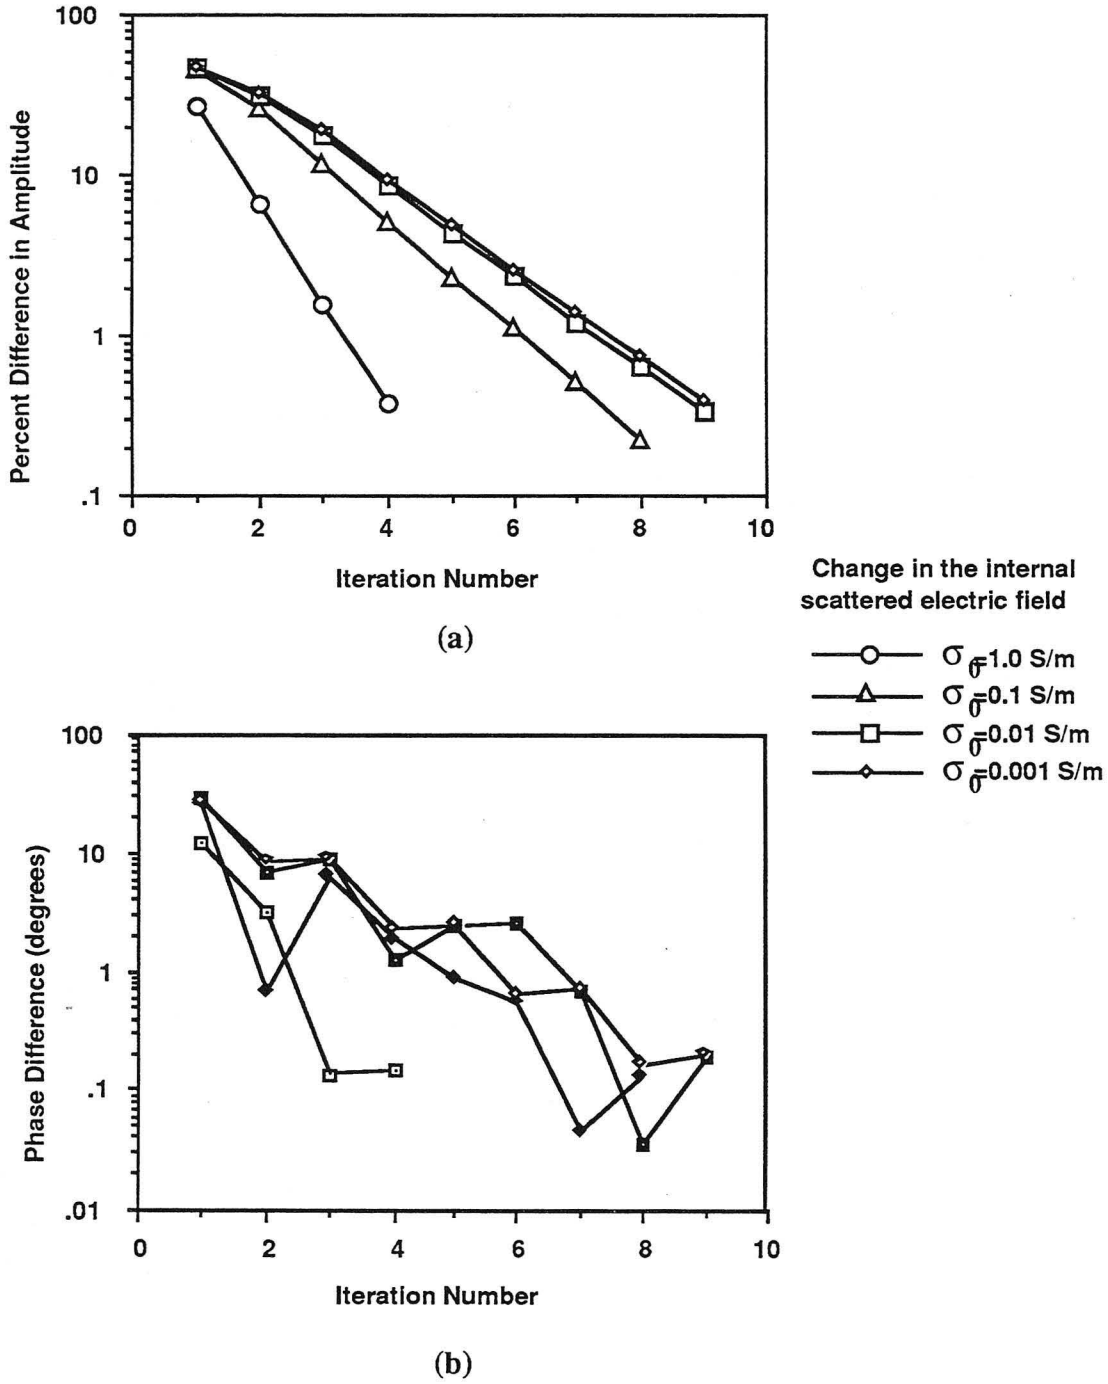 100
10
1
.1
Percent Difference in Amplitude
0 2 4 6 8 10
Iteration Number
(a)
Change in the internal
scattered electric field
σ0=1.0 S/m
σ0=0.1 S/m
σ0=0.01 S/m
σ0=0.001 S/m
100
10
1
.1
.01
Phase Difference (degrees)
0 2 4 6 8 10
Iteration Number
(b)